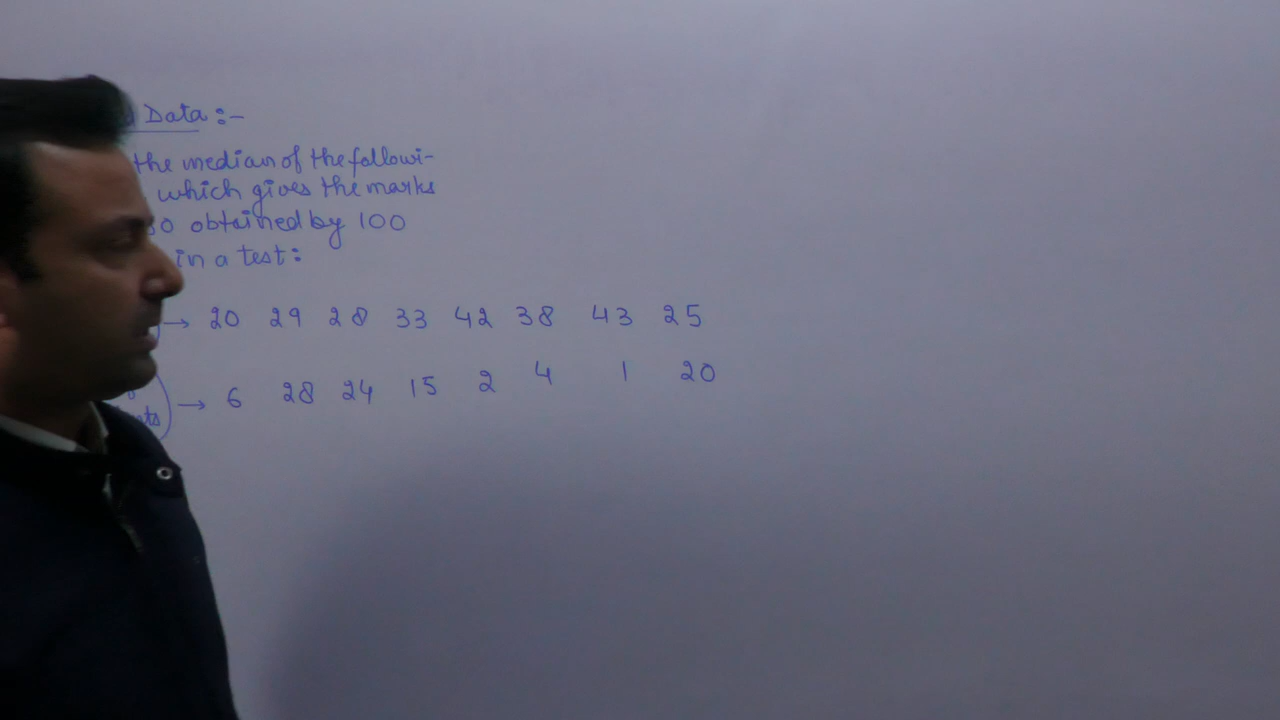 Data :-
the median of the followi-
which gives the marks
obtained by 100
in a test :
→ 20 29 28 33 42 38 43 25
→ 6 28 24 15 2 4 1 20